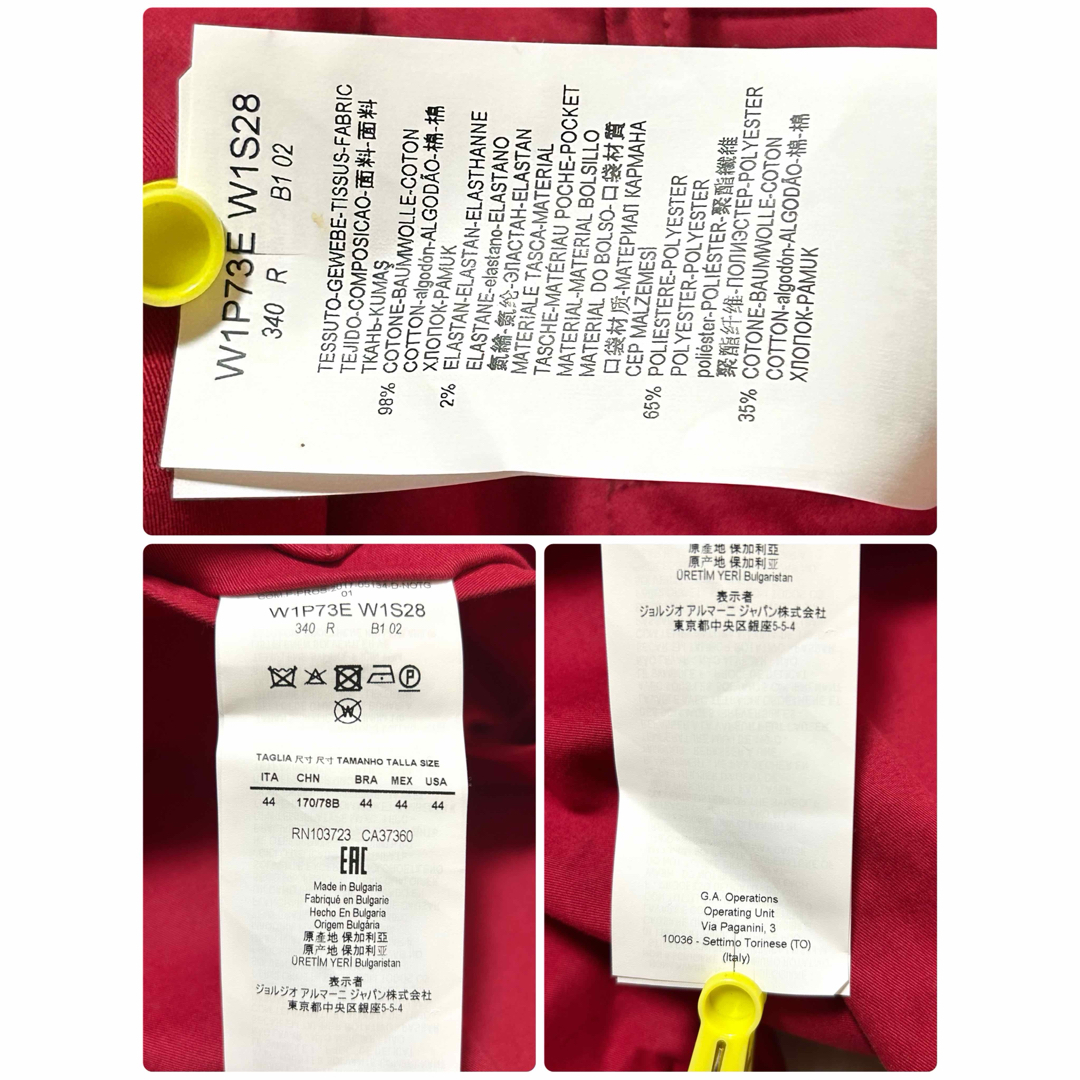 W1P73E W1S28
340 R B1 02
TESSUTO-GEWEBE-TISSUS-FABRIC
TEJIDO-COMPOSICAO-面料-面料
ТКАНЬ-KUMAŞ
98% COTONE-BAUMWOLLE-COTON
COTTON-algodón-ALGODÃO-棉-棉
ХЛОПОК-PAMUK
2% ELASTAN-ELASTAN-ELASTHANNE
ELASTANE-elastano-ELASTANO
氨綸-氨纶-ЭЛАСТАН-ELASTAN
MATERIALE TASCA-MATERIAL
TASCHE-MATÉRIAU POCHE-POCKET
MATERIAL-MATERIAL BOLSILLO
MATERIAL DO BOLSO-口袋材質
口袋材质-МАТЕРИАЛ КАРМАНА
CEP MALZEMESİ
65% POLIESTERE-POLYESTER
POLYESTER-POLYESTER
poliéster-POLIÉSTER-聚酯纖維
聚酯纤维-ПОЛИЭСТЕР-POLYESTER
35% COTONE-BAUMWOLLE-COTON
COTTON-algodón-ALGODÃO-棉-棉
ХЛОПОК-PAMUK
01
W1P73E W1S28
340 R B1 02
P
W
TAGLIA 尺寸 尺寸 TAMANHO TALLA SIZE
ITA CHN BRA MEX USA
44 170/78B 44 44 44
RN103723 CA37360
EAC
Made in Bulgaria
Fabriqué en Bulgarie
Hecho En Bulgaria
Origem Bulgária
原產地 保加利亞
原产地 保加利亚
ÜRETİM YERİ Bulgaristan
表示者
ジョルジオ アルマーニ ジャパン株式会社
東京都中央区銀座5-5-4
原產地 保加利亞
原产地 保加利亚
ÜRETİM YERİ Bulgaristan
表示者
ジョルジオ アルマーニ ジャパン株式会社
東京都中央区銀座5-5-4
G.A. Operations
Operating Unit
Via Paganini, 3
10036 - Settimo Torinese (TO)
(Italy)